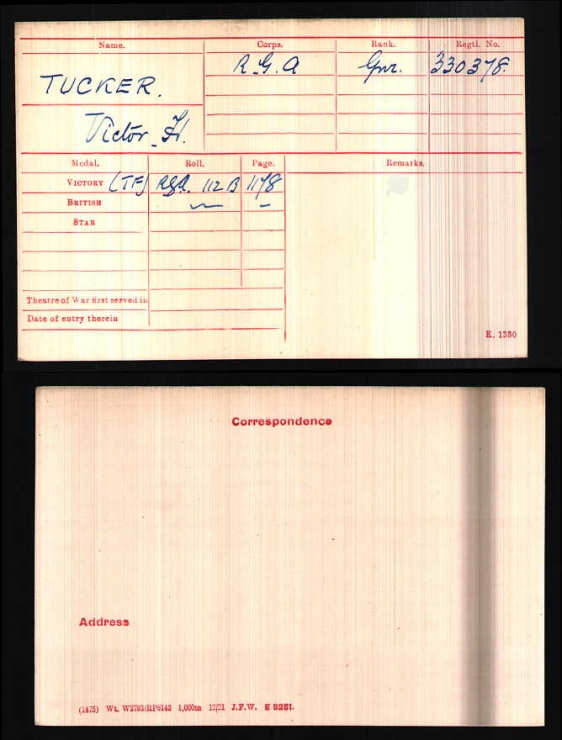 Name. Corps. Rank. Regtl. No.
TUCKER. R.G.A Gnr. 330378.
Victor. H.
Medal. Roll. Page. Remarks.
VICTORY (TF) RGA. 112 B 1178
BRITISH
STAR
Theatre of War first served in
Date of entry therein
K. 1380
Correspondence
Address
(1475) Wt. 1,000m 12/21 J.F.W. E 8281.